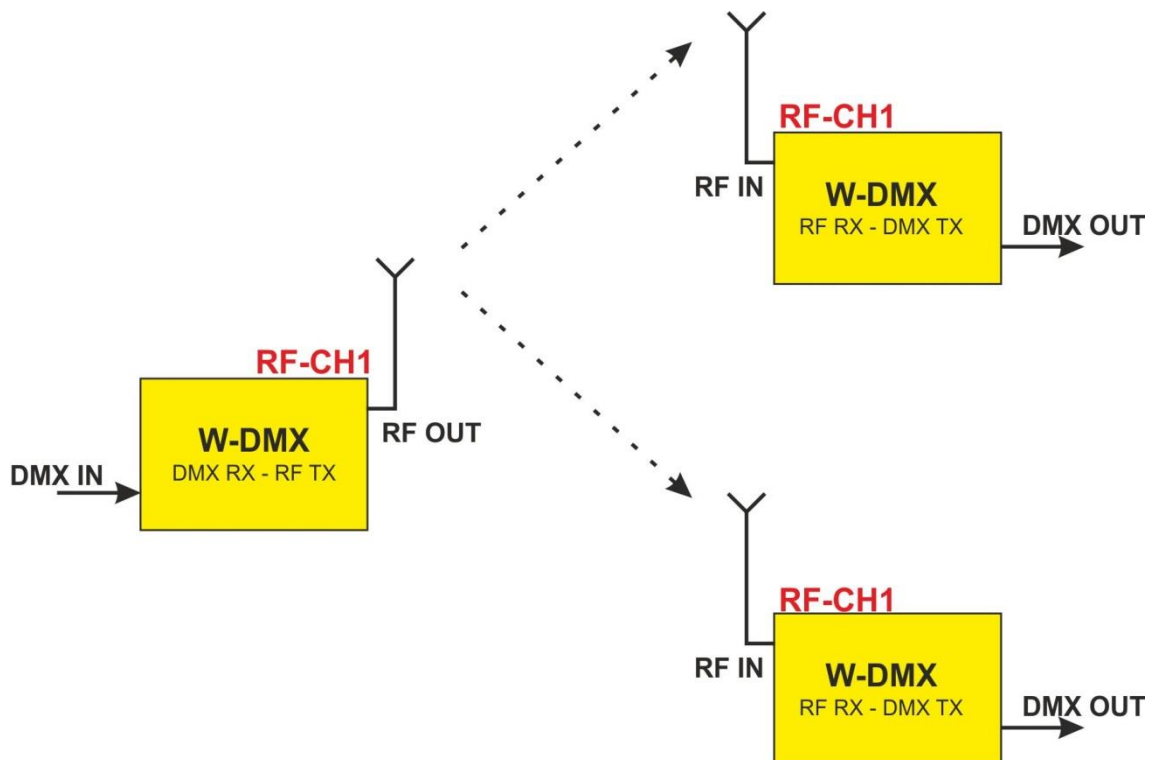 RF-CH1
RF IN
W-DMX
RF RX - DMX TX
DMX OUT
RF-CH1
RF OUT
W-DMX
DMX RX - RF TX
DMX IN
RF-CH1
RF IN
W-DMX
RF RX - DMX TX
DMX OUT